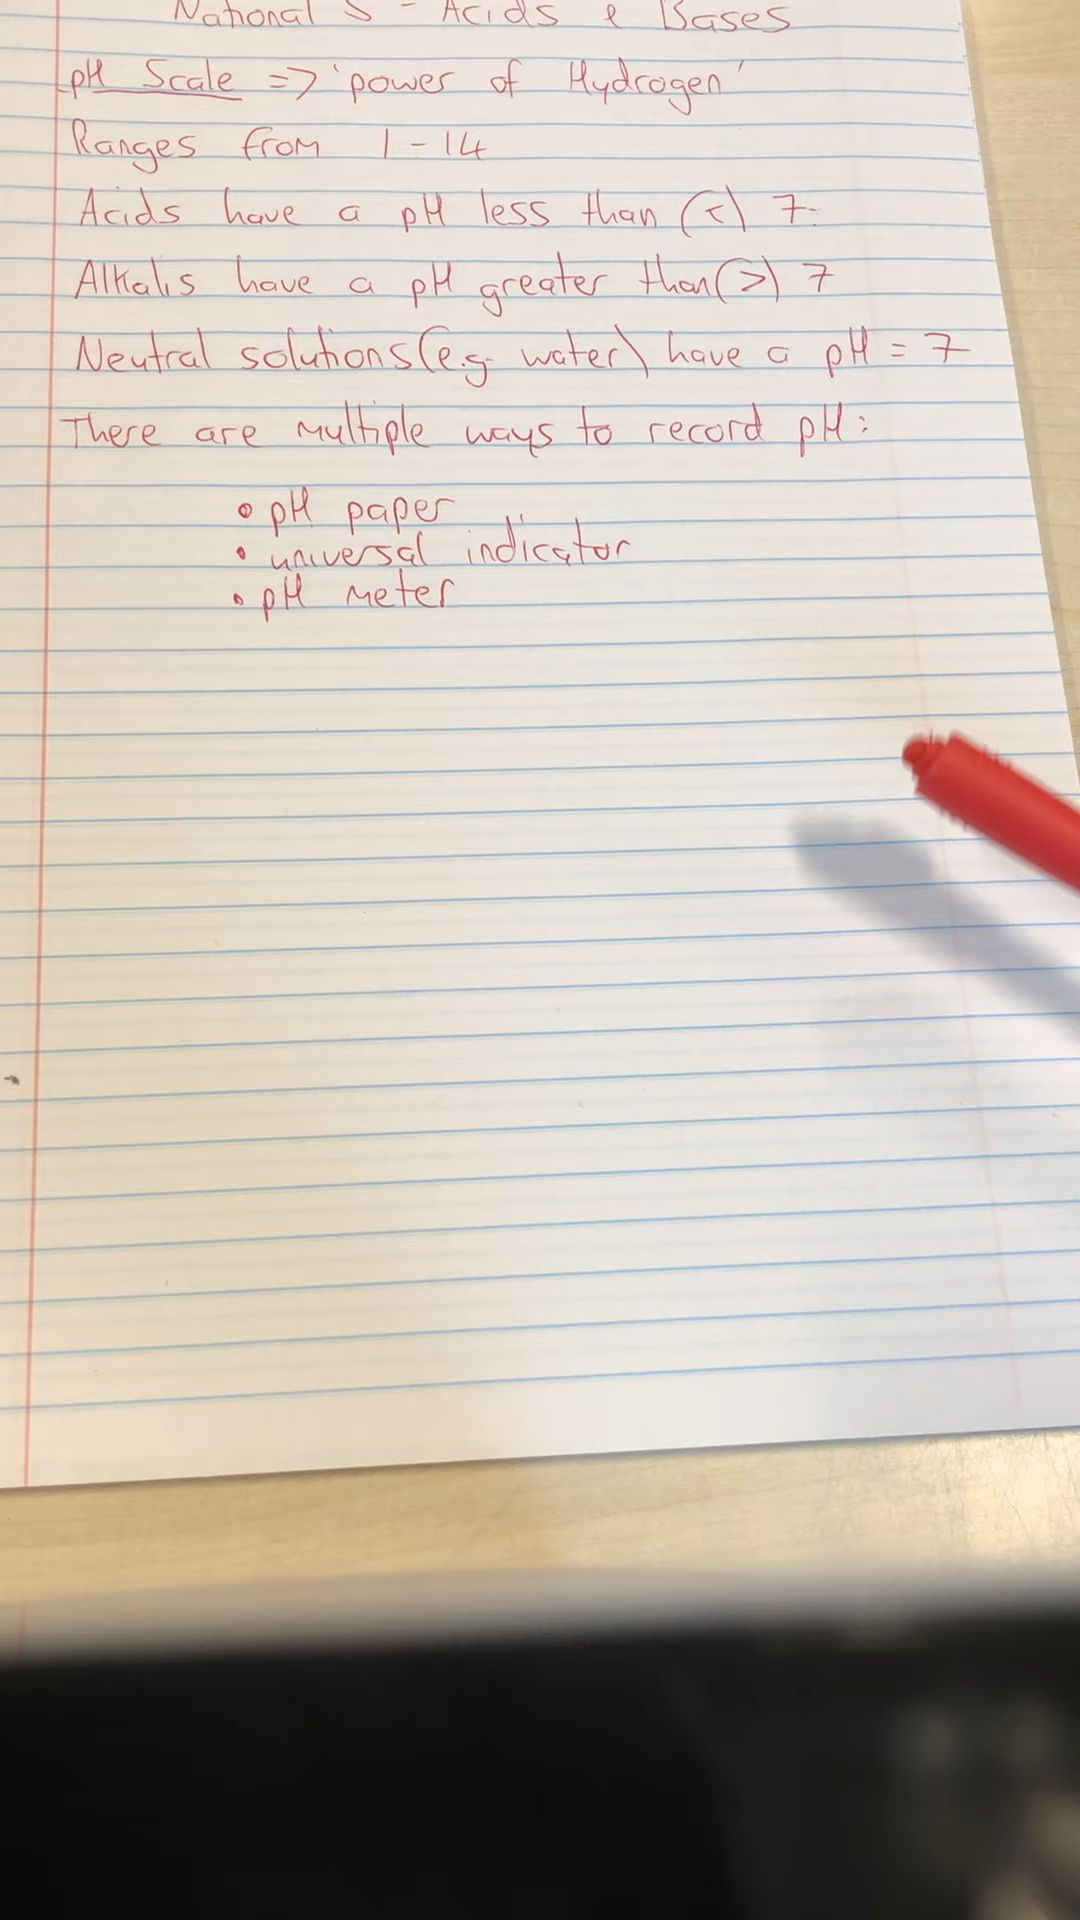 National 5 - Acids & Bases
pH Scale => 'power of Hydrogen'
Ranges from 1-14
Acids have a pH less than (<) 7.
Alkalis have a pH greater than (>) 7
Neutral solutions (e.g. water) have a pH = 7
There are multiple ways to record pH:
• pH paper
• universal indicator
• pH meter